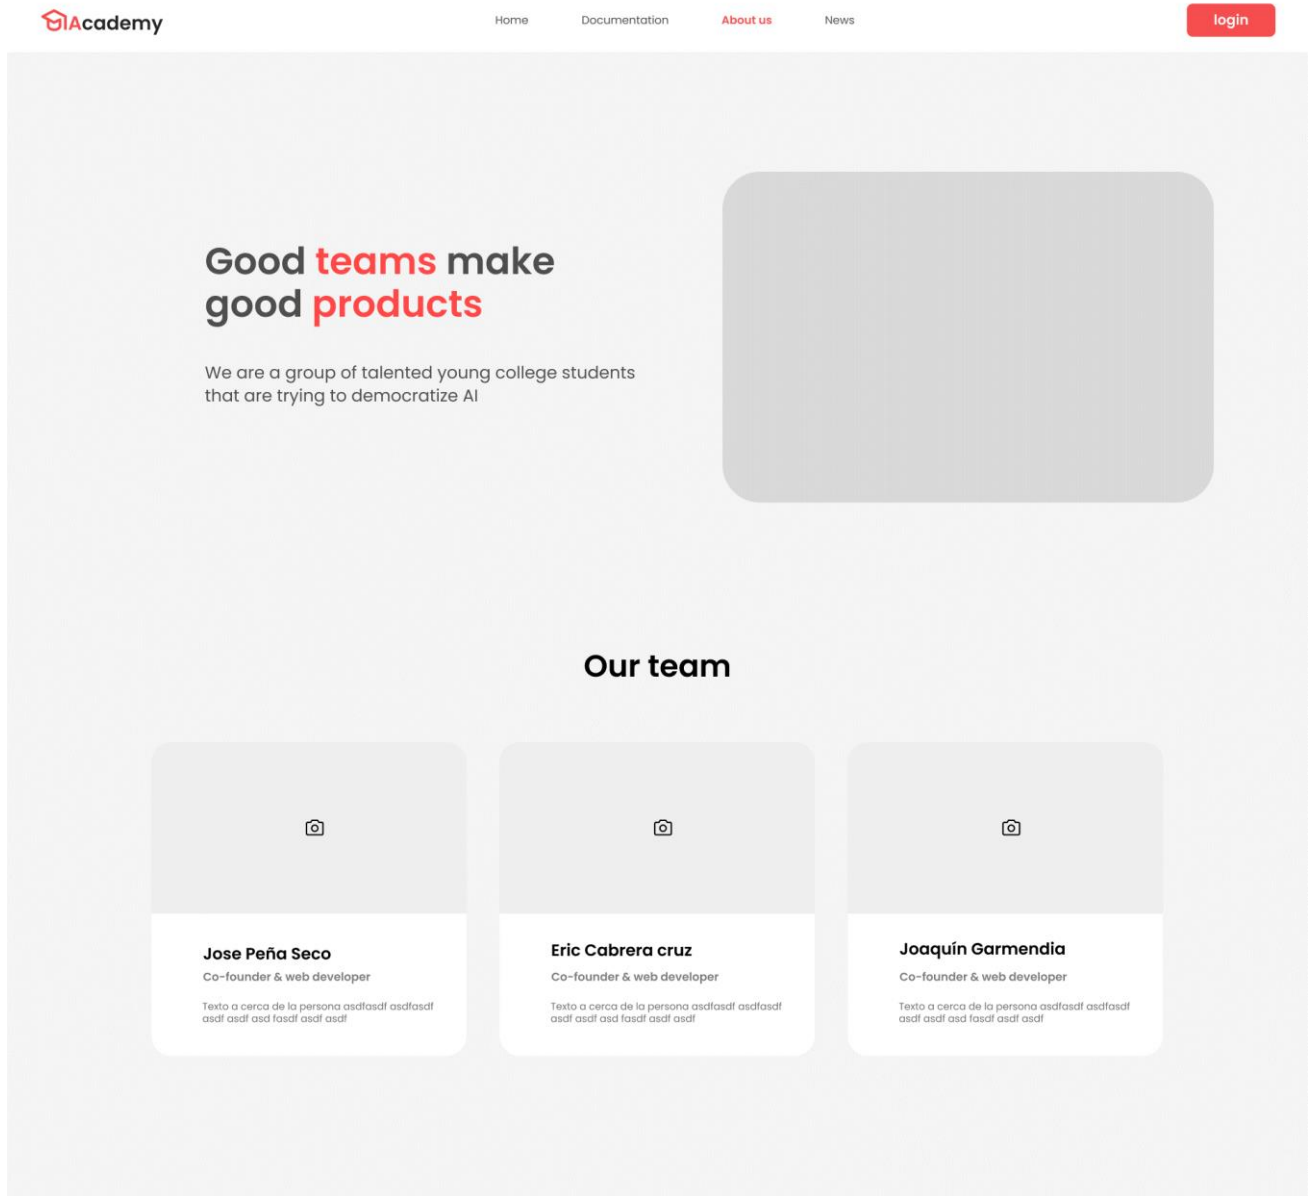 IAcademy
Home
Documentation
About us
News
login
Good teams make
good products
We are a group of talented young college students
that are trying to democratize AI
Our team
Jose Peña Seco
Co-founder & web developer
Texto a cerca de la persona asdfasdf asdfasdf
asdf asdf asd fasdf asdf asdf
Eric Cabrera cruz
Co-founder & web developer
Texto a cerca de la persona asdfasdf asdfasdf
asdf asdf asd fasdf asdf asdf
Joaquín Garmendia
Co-founder & web developer
Texto a cerca de la persona asdfasdf asdfasdf
asdf asdf asd fasdf asdf asdf